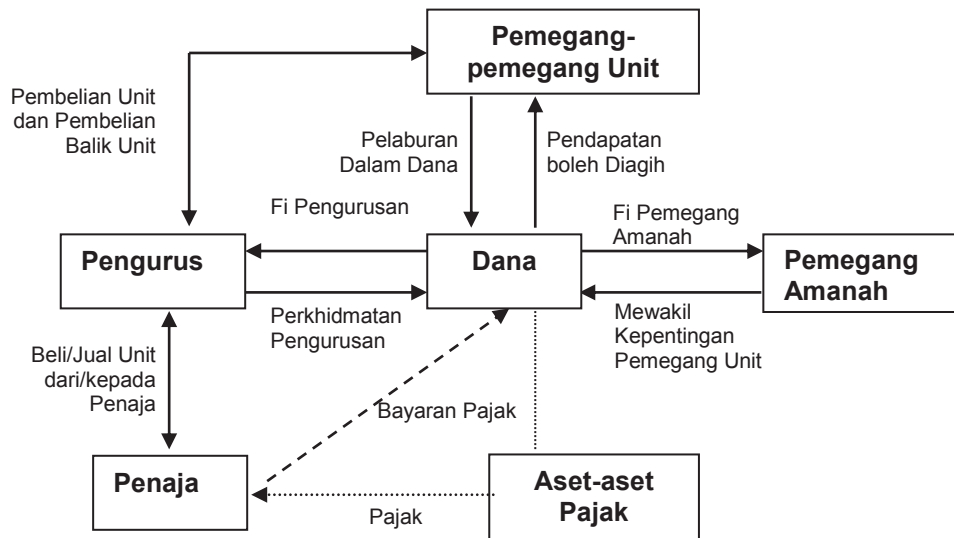 Pemegang-
pemegang Unit
Pembelian Unit
dan Pembelian
Balik Unit
Pelaburan
Dalam Dana
Pendapatan
boleh Diagih
Fi Pengurusan
Fi Pemegang
Amanah
Pengurus
Dana
Pemegang
Amanah
Perkhidmatan
Pengurusan
Mewakil
Kepentingan
Pemegang Unit
Beli/Jual Unit
dari/kepada
Penaja
Bayaran Pajak
Penaja
Pajak
Aset-aset
Pajak